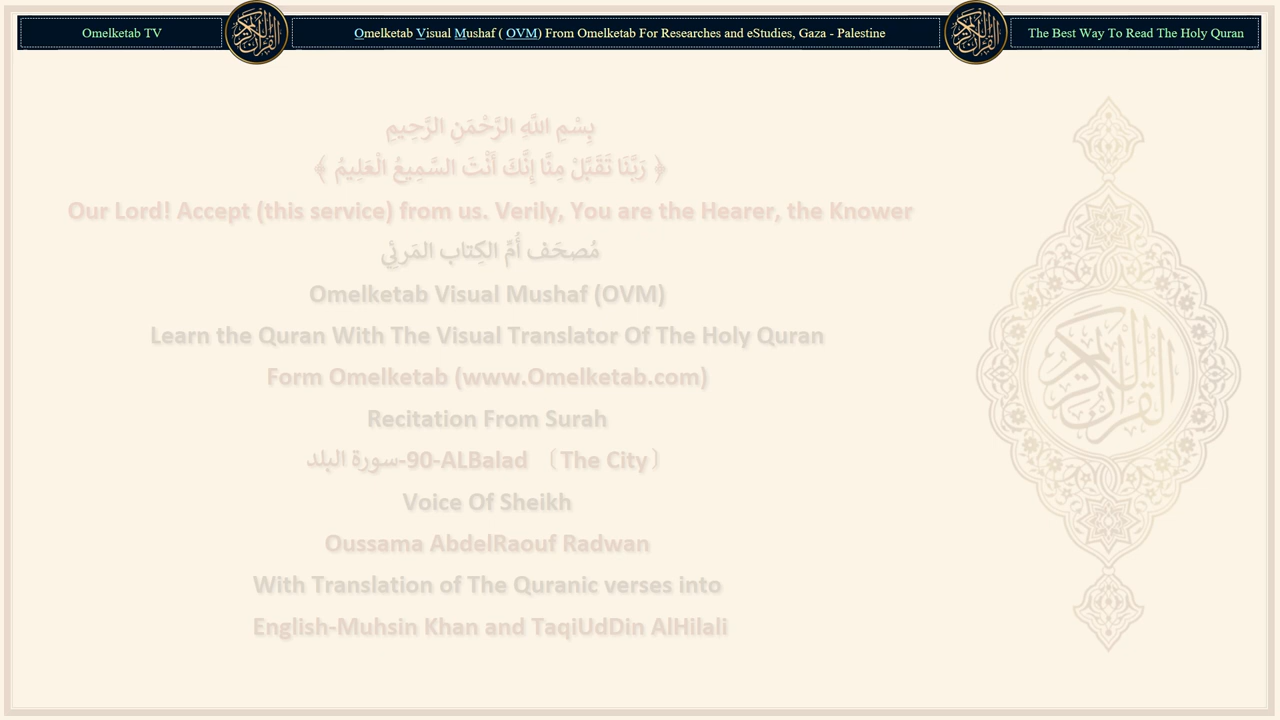 Omelketab TV
Omelketab Visual Mushaf ( OVM) From Omelketab For Researches and eStudies, Gaza - Palestine
The Best Way To Read The Holy Quran
بِسْمِ اللَّهِ الرَّحْمَنِ الرَّحِيمِ
﴿ رَبَّنَا تَقَبَّلْ مِنَّا إِنَّكَ أَنْتَ السَّمِيعُ الْعَلِيمُ ﴾
Our Lord! Accept (this service) from us. Verily, You are the Hearer, the Knower
مُصحَف أُمِّ الكِتاب المَرئِي
Omelketab Visual Mushaf (OVM)
Learn the Quran With The Visual Translator Of The Holy Quran
Form Omelketab (www.Omelketab.com)
Recitation From Surah
سورة البلد-90-ALBalad 〔The City〕
Voice Of Sheikh
Oussama AbdelRaouf Radwan
With Translation of The Quranic verses into
English-Muhsin Khan and TaqiUdDin AlHilali
القرآن الكريم